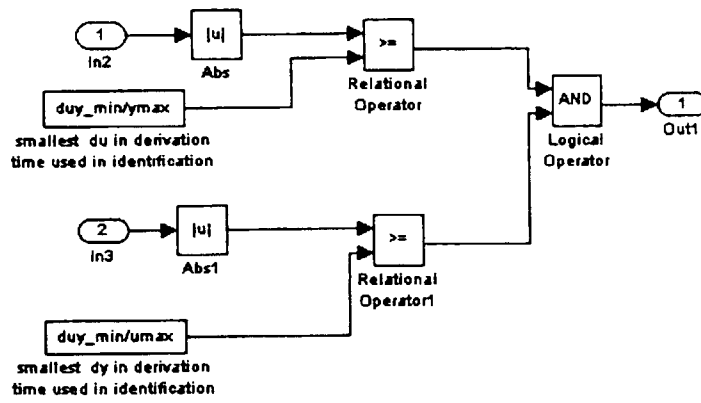 1
In2
|u|
Abs
>=
Relational
Operator
duy_min/ymax
smallest du in derivation
time used in identification
AND
Logical
Operator
1
Out1
2
In3
|u|
Abs1
>=
Relational
Operator1
duy_min/umax
smallest dy in derivation
time used in identification